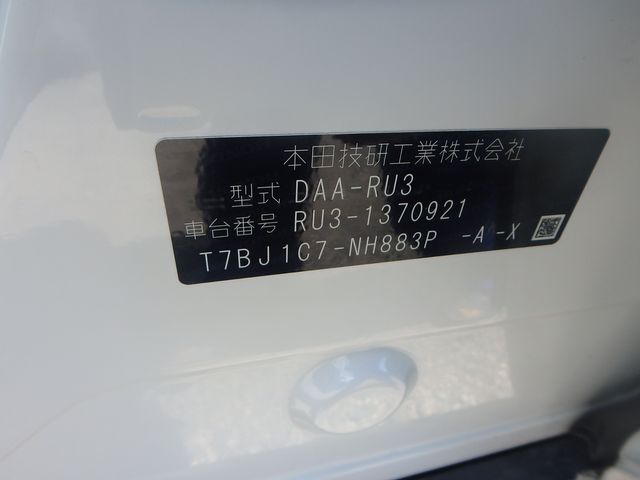 本田技研工業株式会社
型式 DAA-RU3
車台番号 RU3-1370921
T7BJ1C7-NH883P -A -X